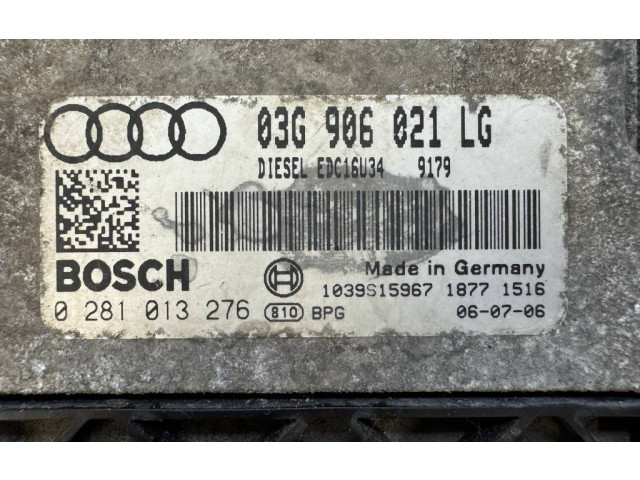 03G 906 021 LG
DIESEL EDC16U34 9179
BOSCH
Made in Germany
1039S15967 1877 1516
0 281 013 276 810 BPG 06-07-06